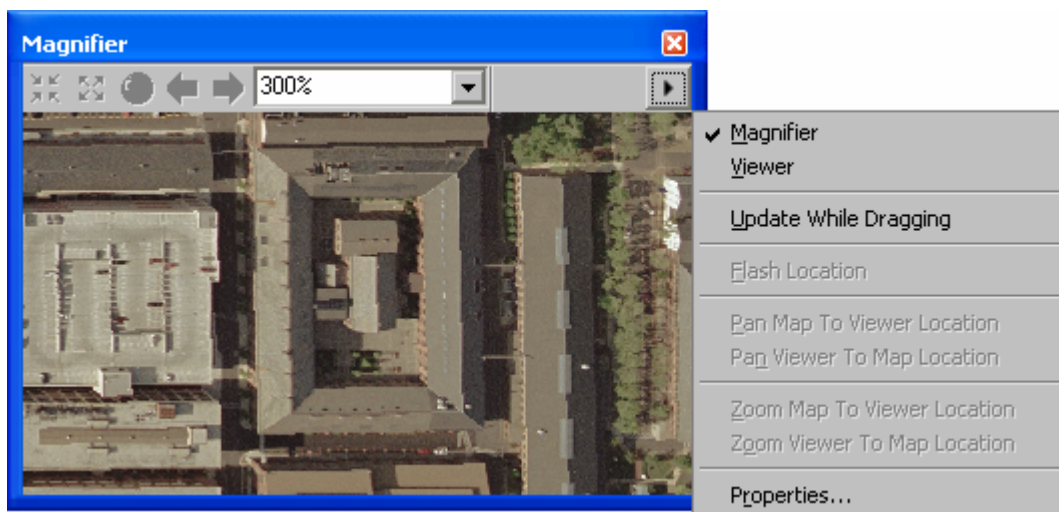 Magnifier
300%
Magnifier
Viewer
Update While Dragging
Flash Location
Pan Map To Viewer Location
Pan Viewer To Map Location
Zoom Map To Viewer Location
Zoom Viewer To Map Location
Properties...